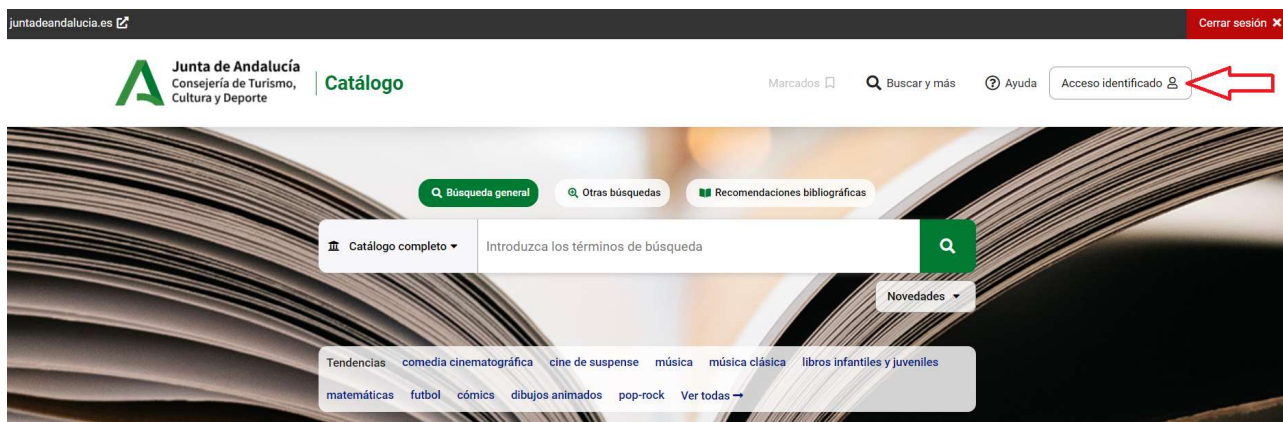 juntadeandalucia.es
Cerrar sesión
Junta de Andalucía
Consejería de Turismo,
Cultura y Deporte
Catálogo
Marcados
Buscar y más
Ayuda
Acceso identificado
Búsqueda general
Otras búsquedas
Recomendaciones bibliográficas
Catálogo completo
Introduzca los términos de búsqueda
Novedades
Tendencias comedia cinematográfica cine de suspense música música clásica libros infantiles y juveniles
matemáticas futbol cómics dibujos animados pop-rock Ver todas